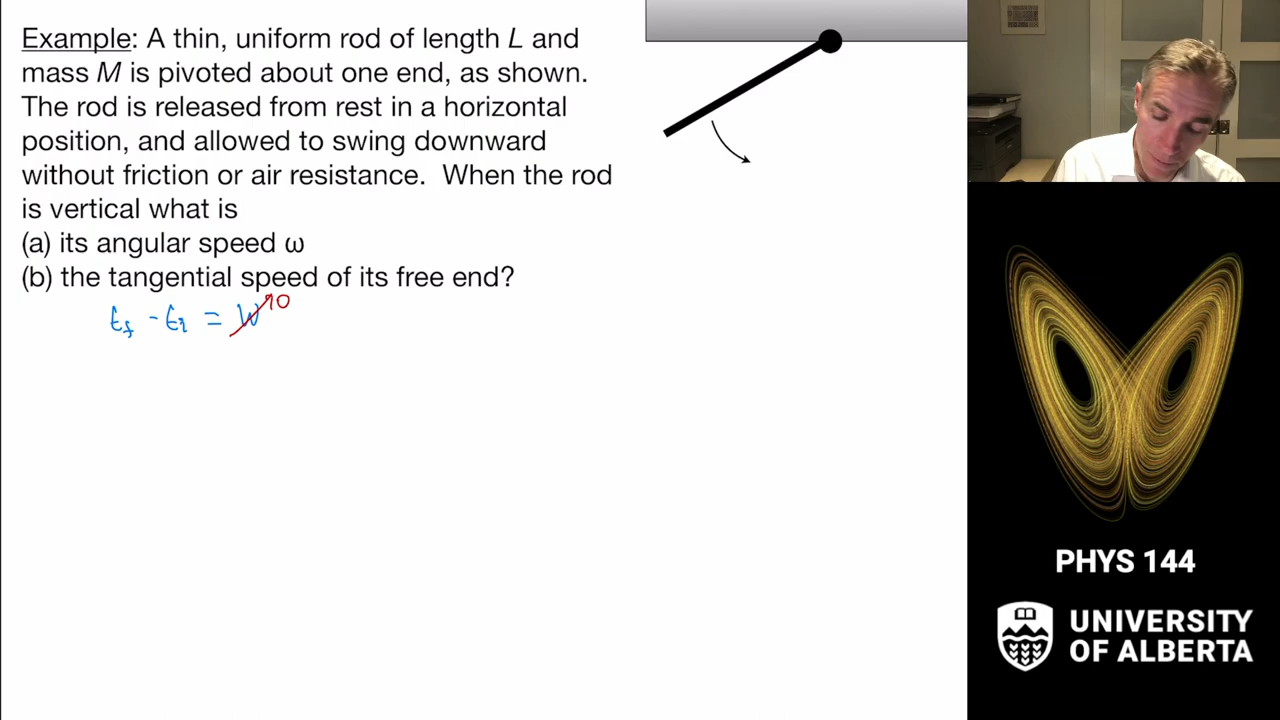 Example: A thin, uniform rod of length L and
mass M is pivoted about one end, as shown.
The rod is released from rest in a horizontal
position, and allowed to swing downward
without friction or air resistance. When the rod
is vertical what is
(a) its angular speed ω
(b) the tangential speed of its free end?
E_f - E_i = W 0
PHYS 144
UNIVERSITY
OF ALBERTA